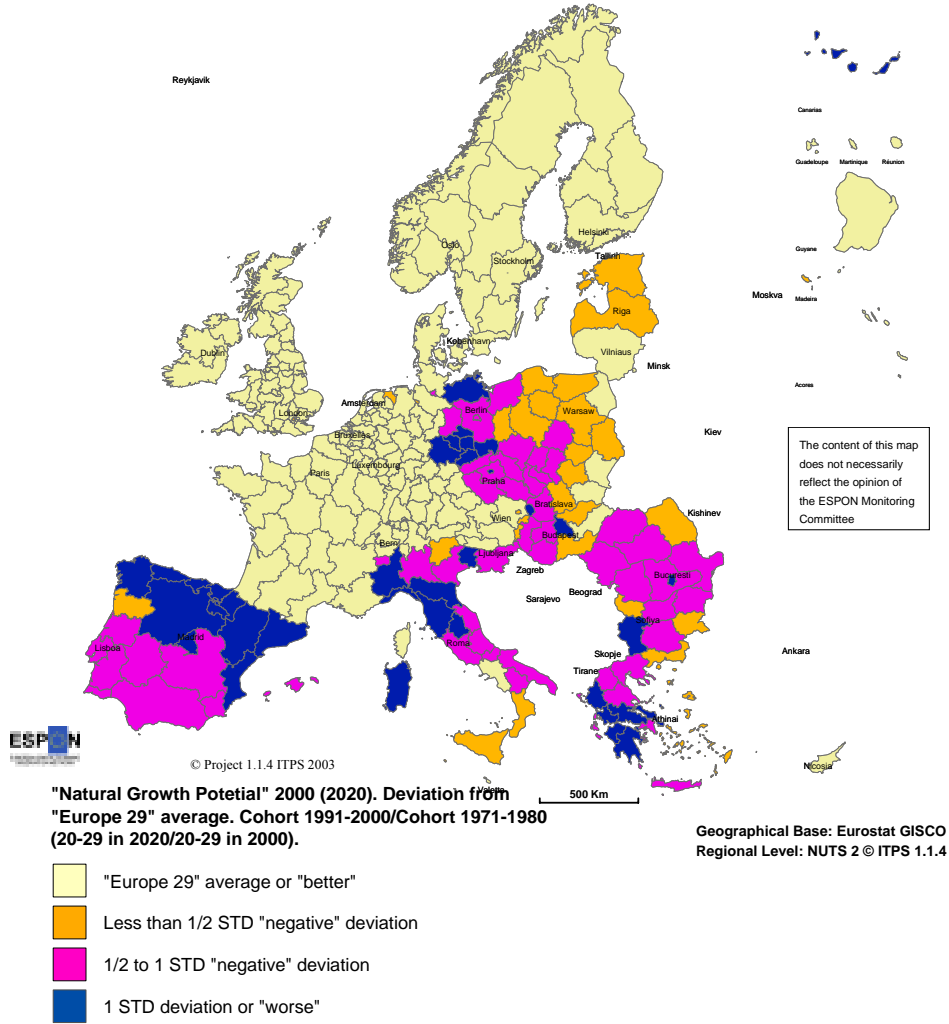 Reykjavik
Canarias
Guadeloupe Martinique Réunion
Oslo
Helsinki
Stockholm
Tallinn
Guyane
Moskva
Madeira
Riga
København
Dublin
Vilniaus
Minsk
Acores
London
Amsterdam
Berlin
Warsaw
Kiev
Bruxelles
Luxembourg
Paris
Praha
The content of this map
does not necessarily
reflect the opinion of
the ESPON Monitoring
Committee
Bratislava
Kishinev
Wien
Budapest
Bern
Ljubljana
Zagreb
Bucuresti
Beograd
Sarajevo
Sofiya
Madrid
Lisboa
Roma
Skopje
Tirane
Ankara
Athinai
ESPON
© Project 1.1.4 ITPS 2003
Nicosia
Valetta
"Natural Growth Potetial" 2000 (2020). Deviation from
"Europe 29" average. Cohort 1991-2000/Cohort 1971-1980
(20-29 in 2020/20-29 in 2000).
500 Km
Geographical Base: Eurostat GISCO
Regional Level: NUTS 2 © ITPS 1.1.4
"Europe 29" average or "better"
Less than 1/2 STD "negative" deviation
1/2 to 1 STD "negative" deviation
1 STD deviation or "worse"